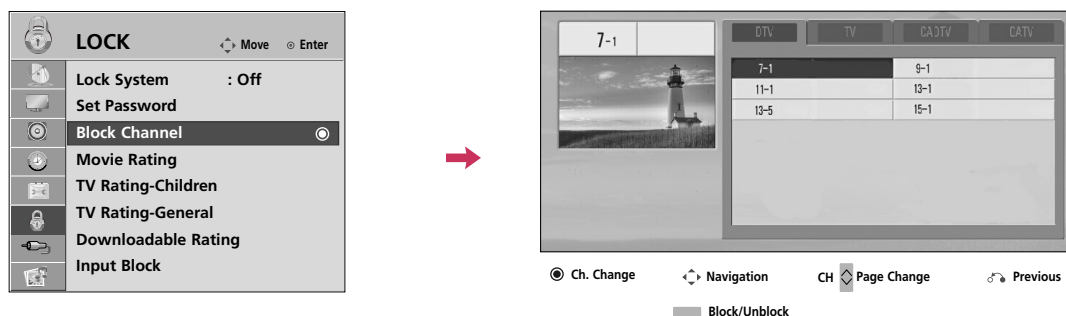 LOCK
Move
Enter
Lock System : Off
Set Password
Block Channel
Movie Rating
TV Rating-Children
TV Rating-General
Downloadable Rating
Input Block
7-1
DTV TV CADTV CATV
7-1 9-1
11-1 13-1
13-5 15-1
Ch. Change
Navigation
CH Page Change
Previous
Block/Unblock